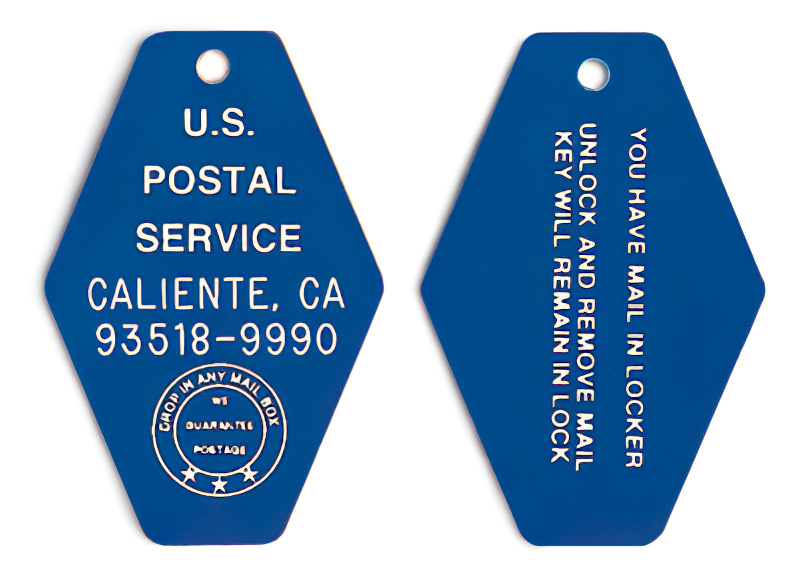 U.S.
POSTAL
SERVICE
CALIENTE, CA
93518-9990
DROP IN ANY MAIL BOX
WE
GUARANTEE
POSTAGE
YOU HAVE MAIL IN LOCKER
UNLOCK AND REMOVE MAIL
KEY WILL REMAIN IN LOCK